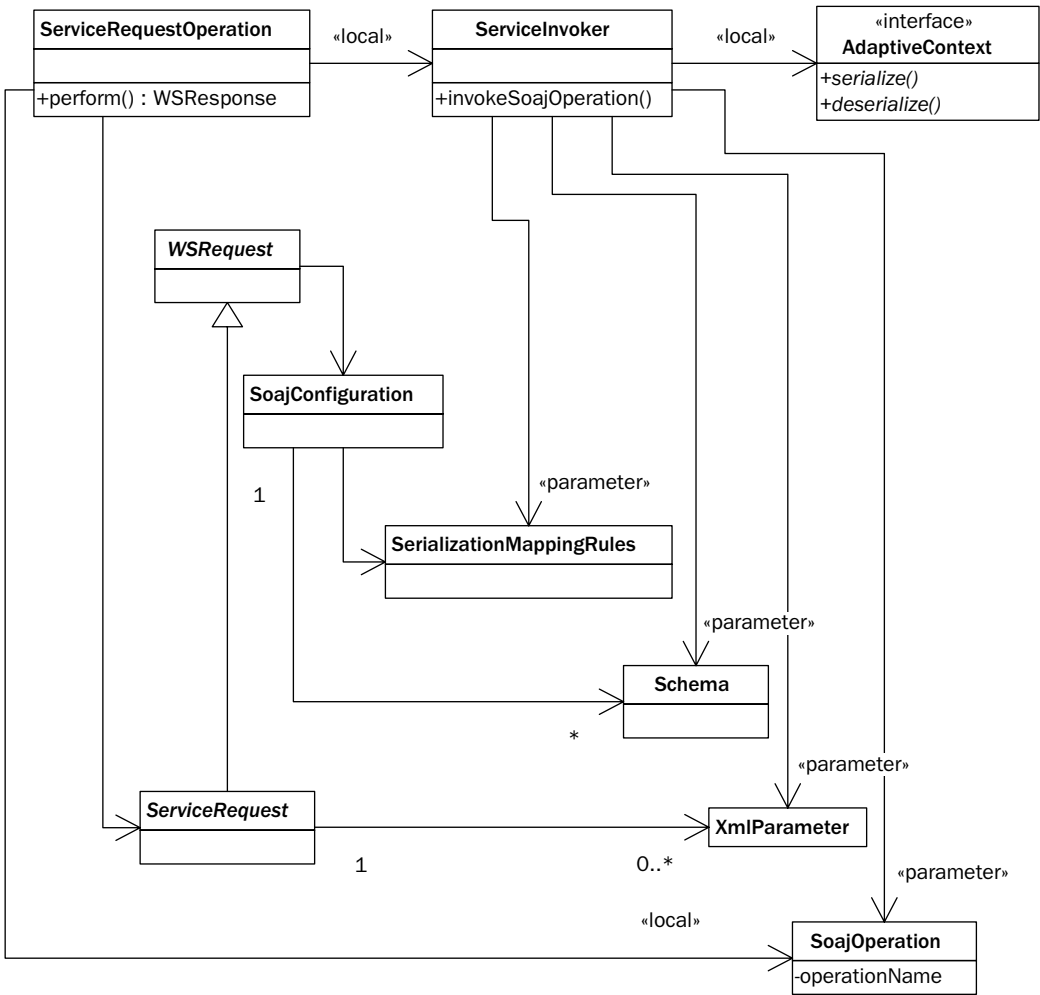 ServiceRequestOperation
+perform() : WSResponse
«local»
ServiceInvoker
+invokeSoajOperation()
«local»
«interface»
AdaptiveContext
+serialize()
+deserialize()
WSRequest
SoajConfiguration
1
«parameter»
SerializationMappingRules
«parameter»
Schema
*
«parameter»
ServiceRequest
XmlParameter
1
0..*
«parameter»
«local»
SoajOperation
-operationName